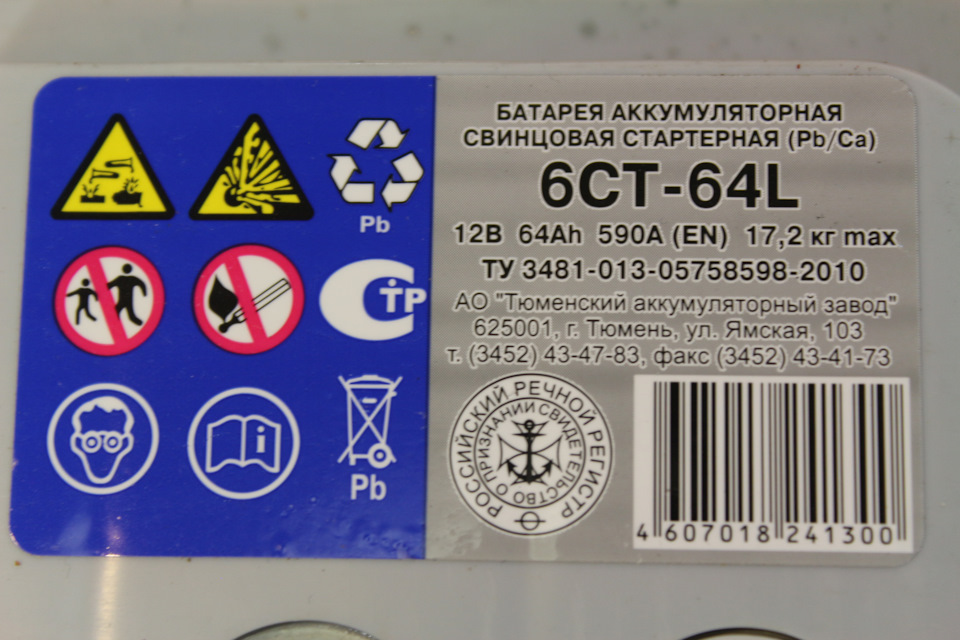 Pb
СТР
Pb
БАТАРЕЯ АККУМУЛЯТОРНАЯ
СВИНЦОВАЯ СТАРТЕРНАЯ (Pb/Ca)
6СТ-64L
12В 64Ah 590A (EN) 17,2 кг max
ТУ 3481-013-05758598-2010
АО "Тюменский аккумуляторный завод"
625001, г. Тюмень, ул. Ямская, 103
т. (3452) 43-47-83, факс (3452) 43-41-73
РОССИЙСКИЙ РЕЧНОЙ РЕГИСТР
СВИДЕТЕЛЬСТВО О ПРИЗНАНИИ
4 607018 241300